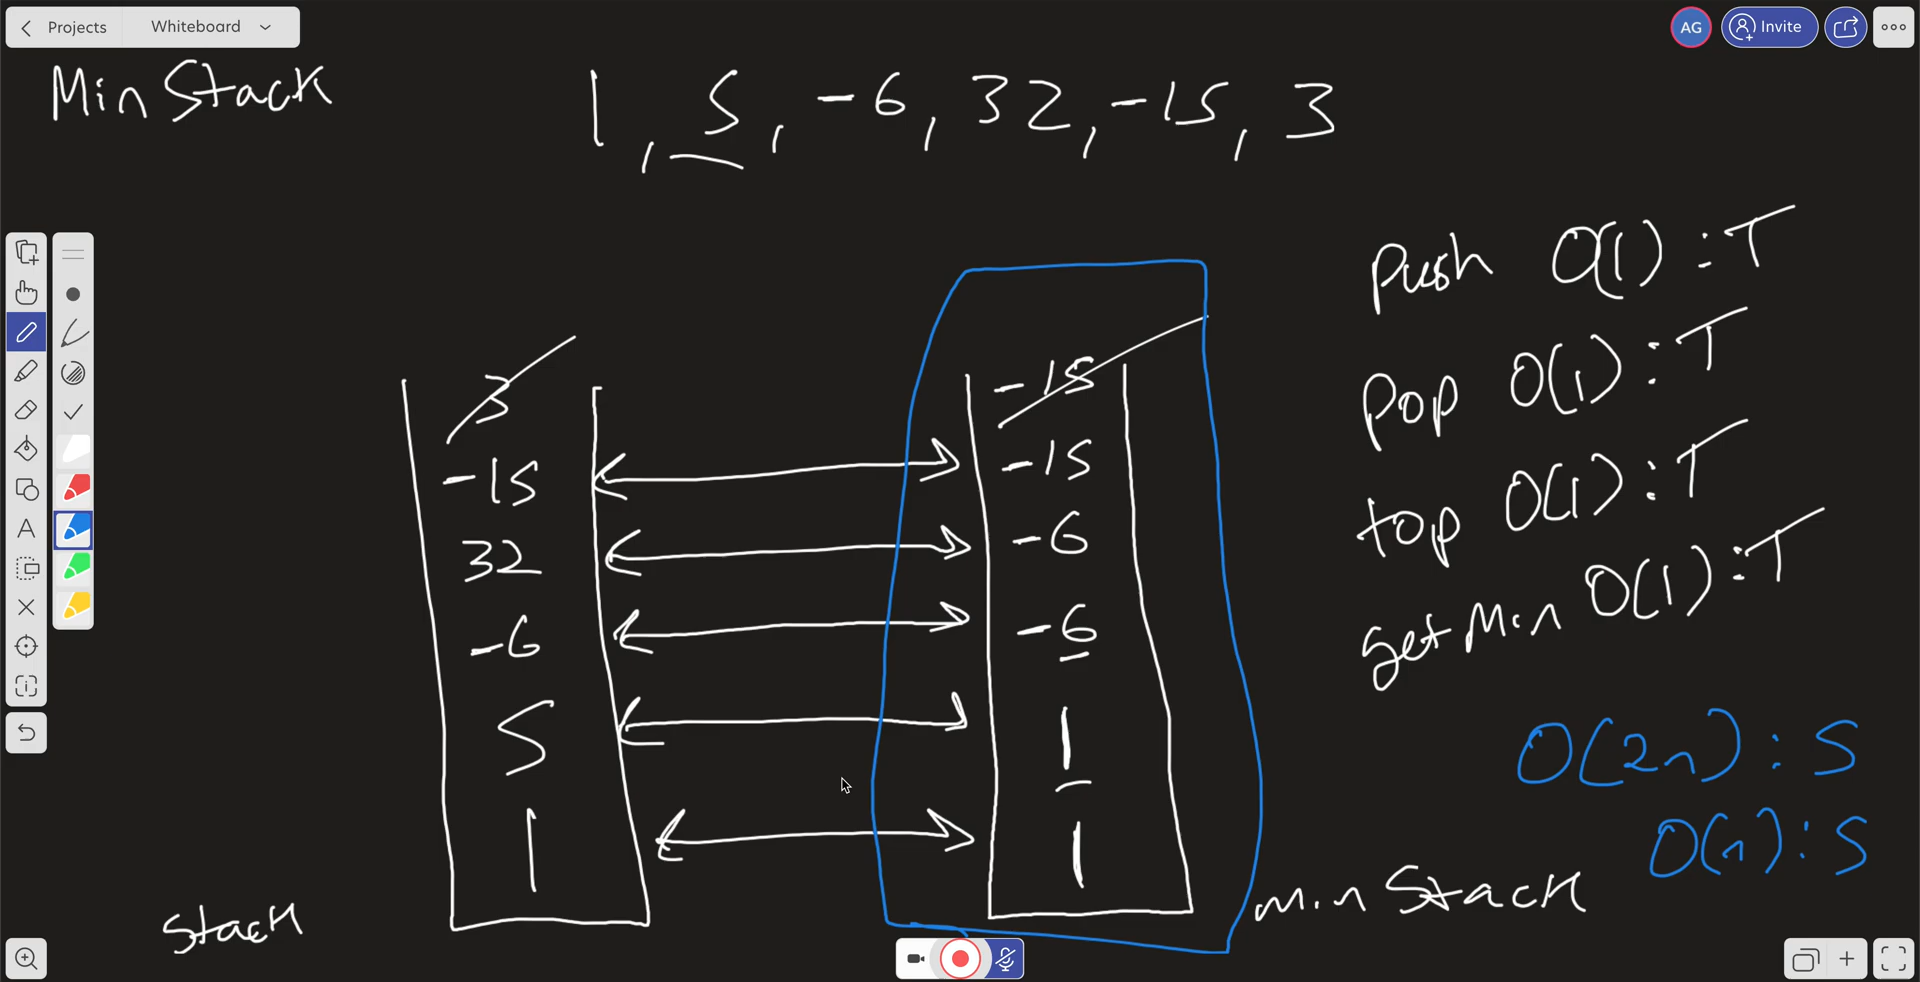 Projects Whiteboard
AG Invite
Min Stack
1, 5, -6, 32, -15, 3
Push O(1) : T
Pop O(1) : T
top O(1) : T
getMin O(1) : T
O(2n) : S
O(n) : S
3
-15
32
-6
5
1
-15
-15
-6
-6
1
1
Stack
min Stack
A